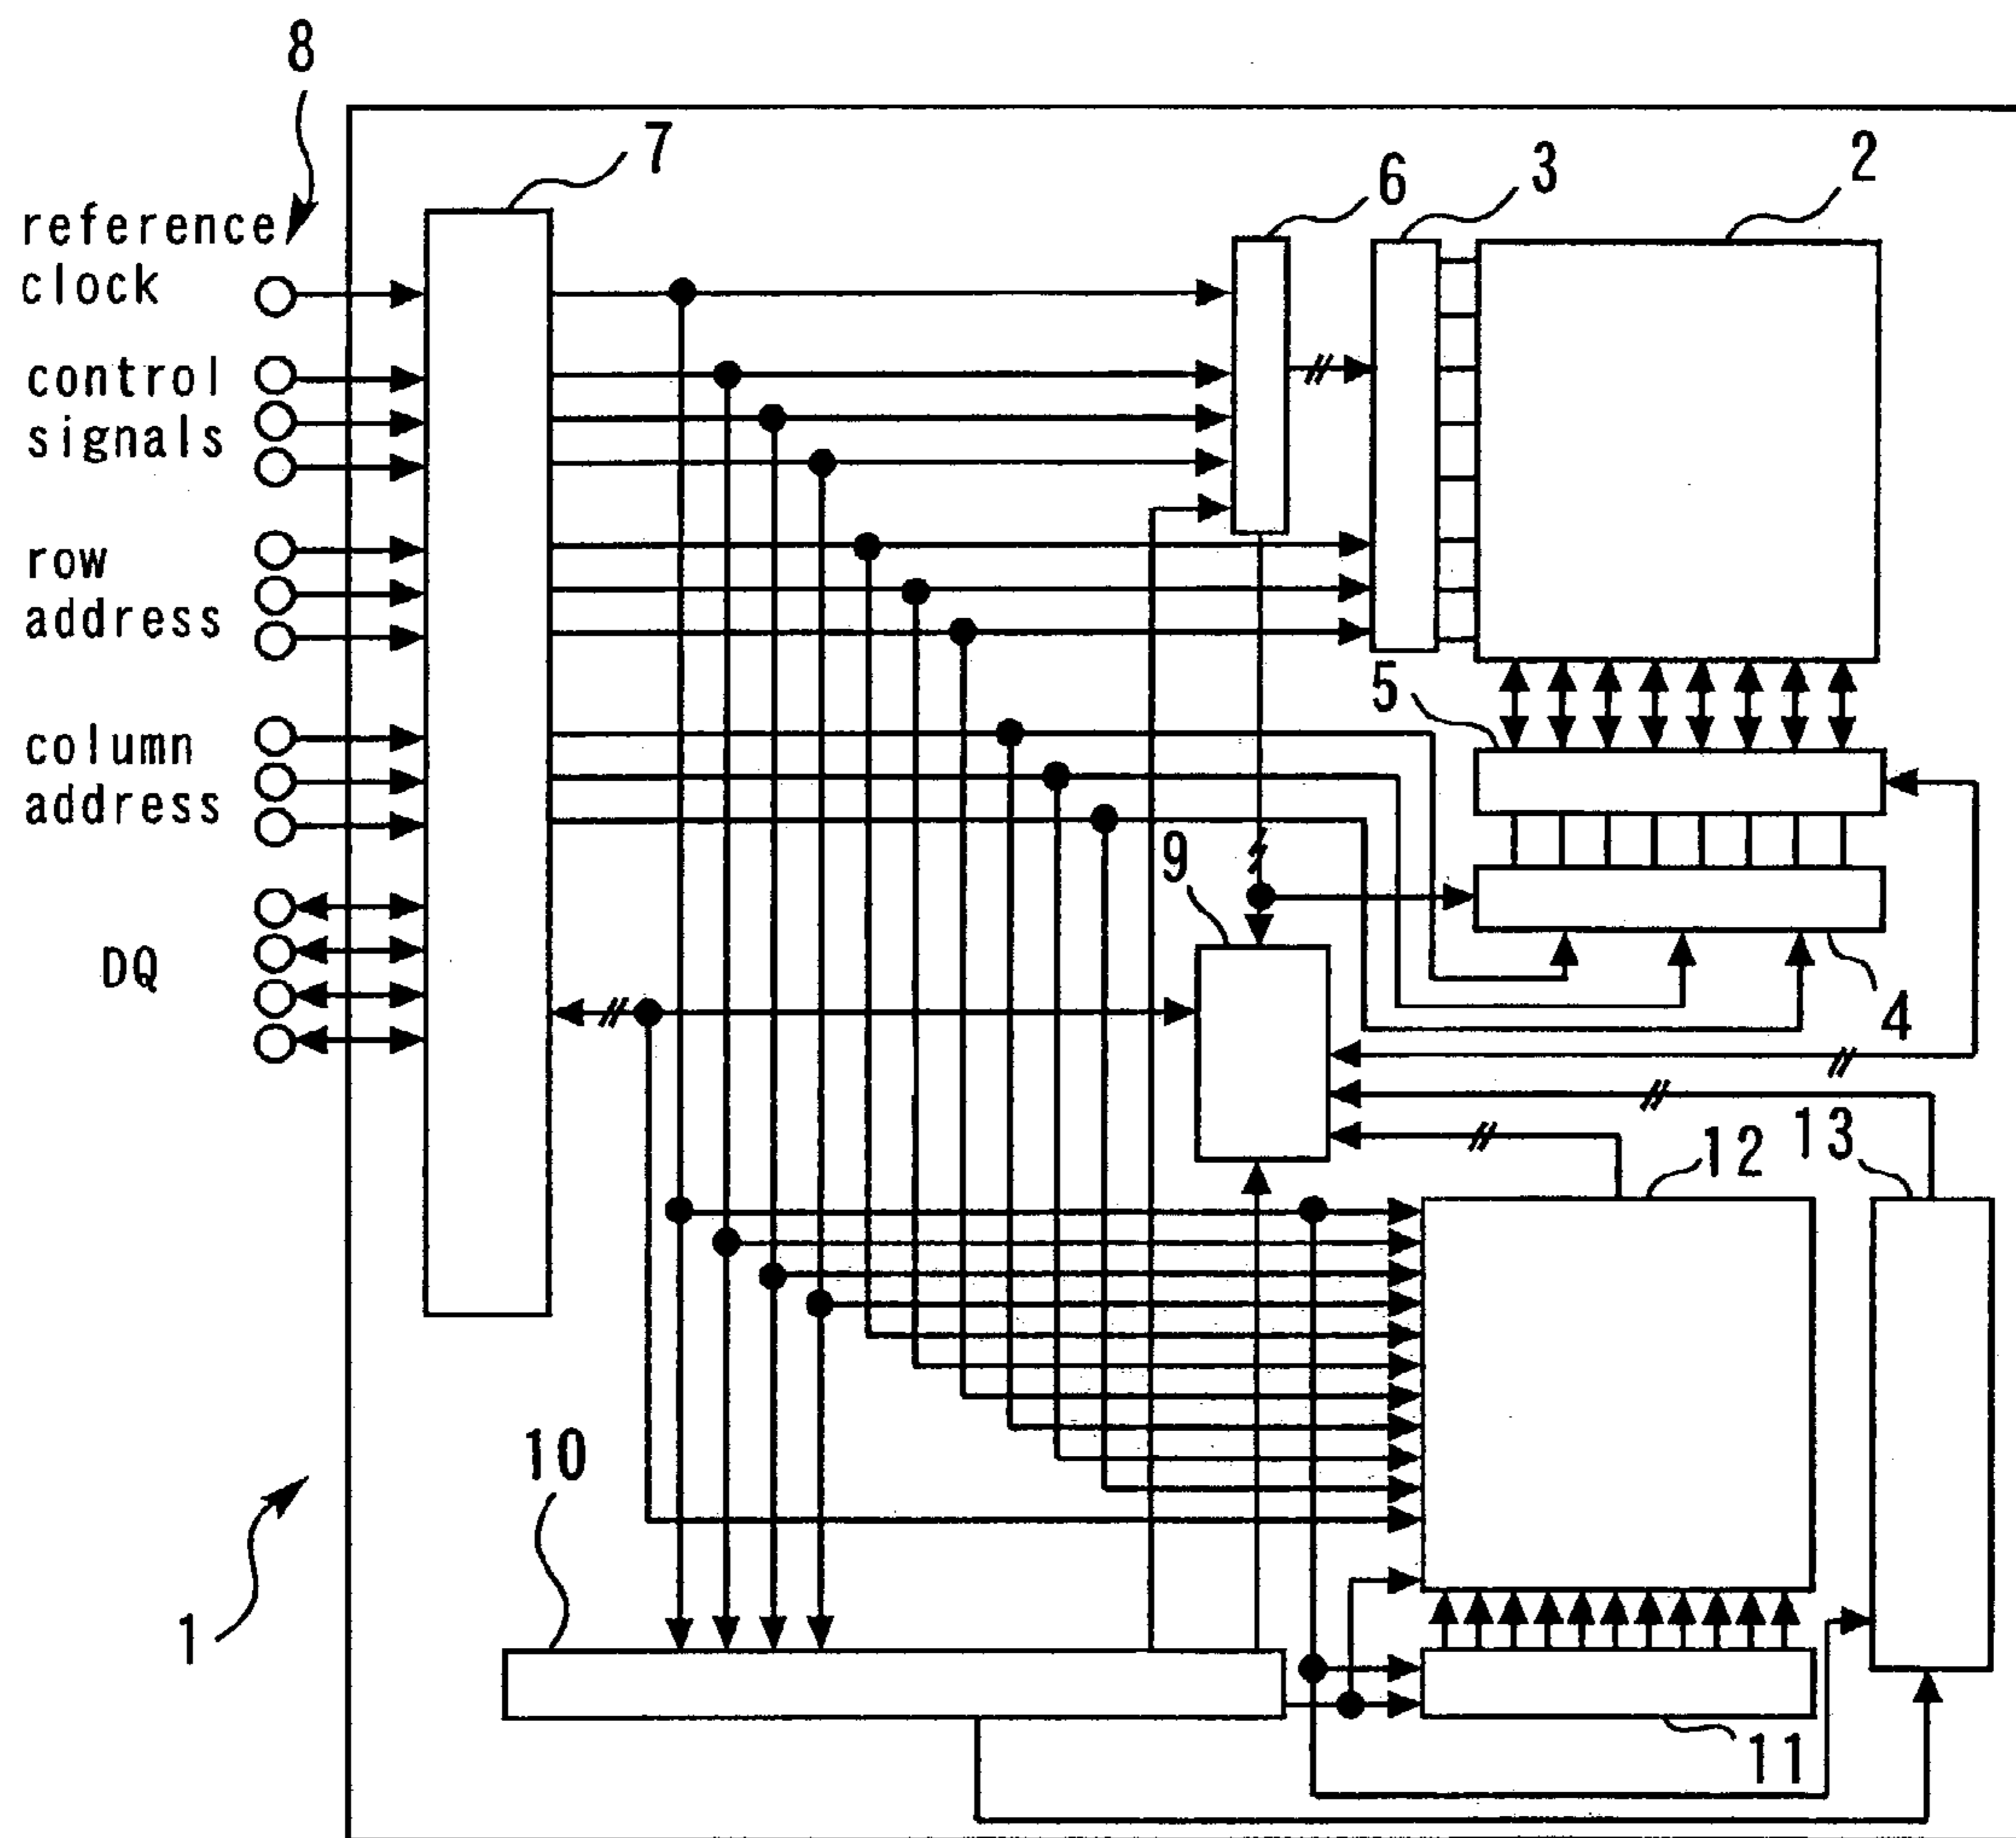 8
7
6
3
2
reference
clock
control
signals
row
address
5
column
address
9
DQ
4
12
13
10
1
11